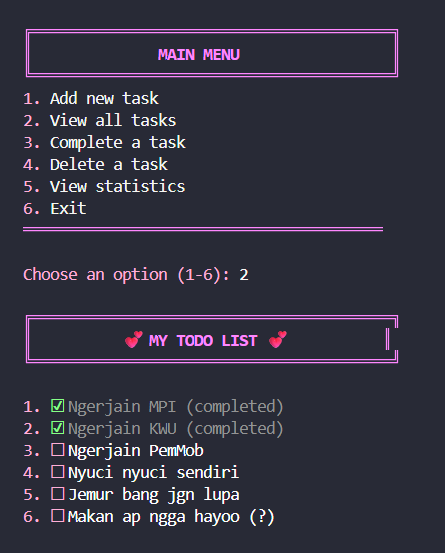 MAIN MENU
1. Add new task
2. View all tasks
3. Complete a task
4. Delete a task
5. View statistics
6. Exit
Choose an option (1-6): 2
💕 MY TODO LIST 💕
1. ☑ Ngerjain MPI (completed)
2. ☑ Ngerjain KWU (completed)
3. ☐ Ngerjain PemMob
4. ☐ Nyuci nyuci sendiri
5. ☐ Jemur bang jgn lupa
6. ☐ Makan ap ngga hayoo (?)